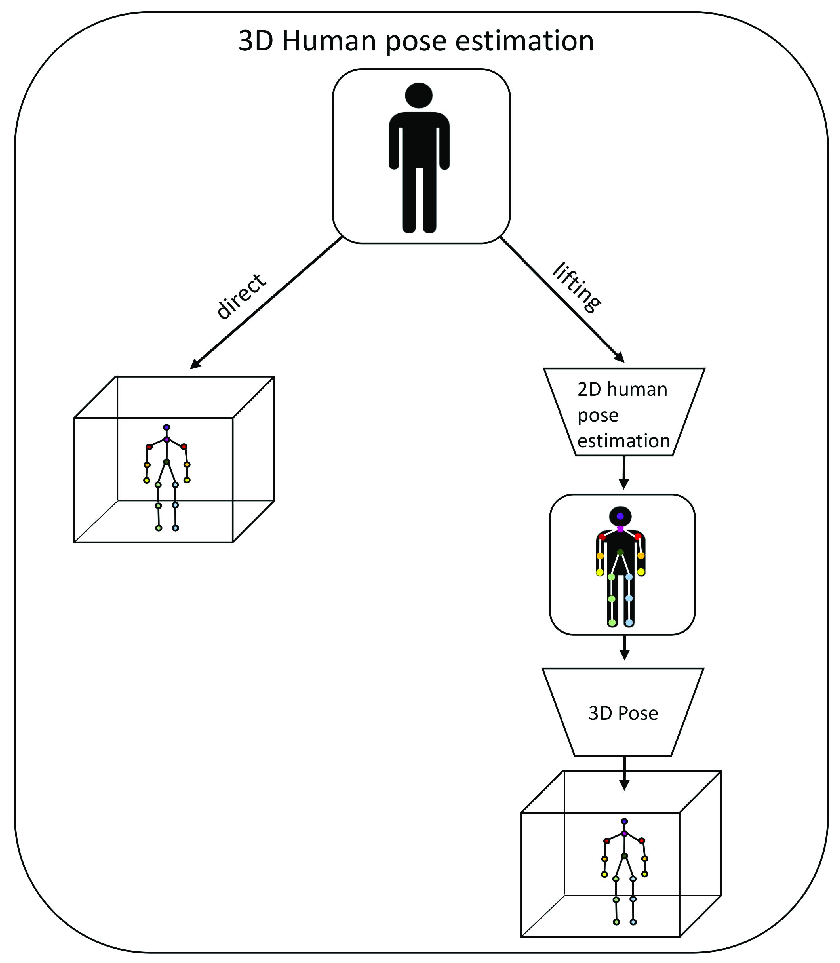 3D Human pose estimation
direct
lifting
2D human
pose
estimation
3D Pose